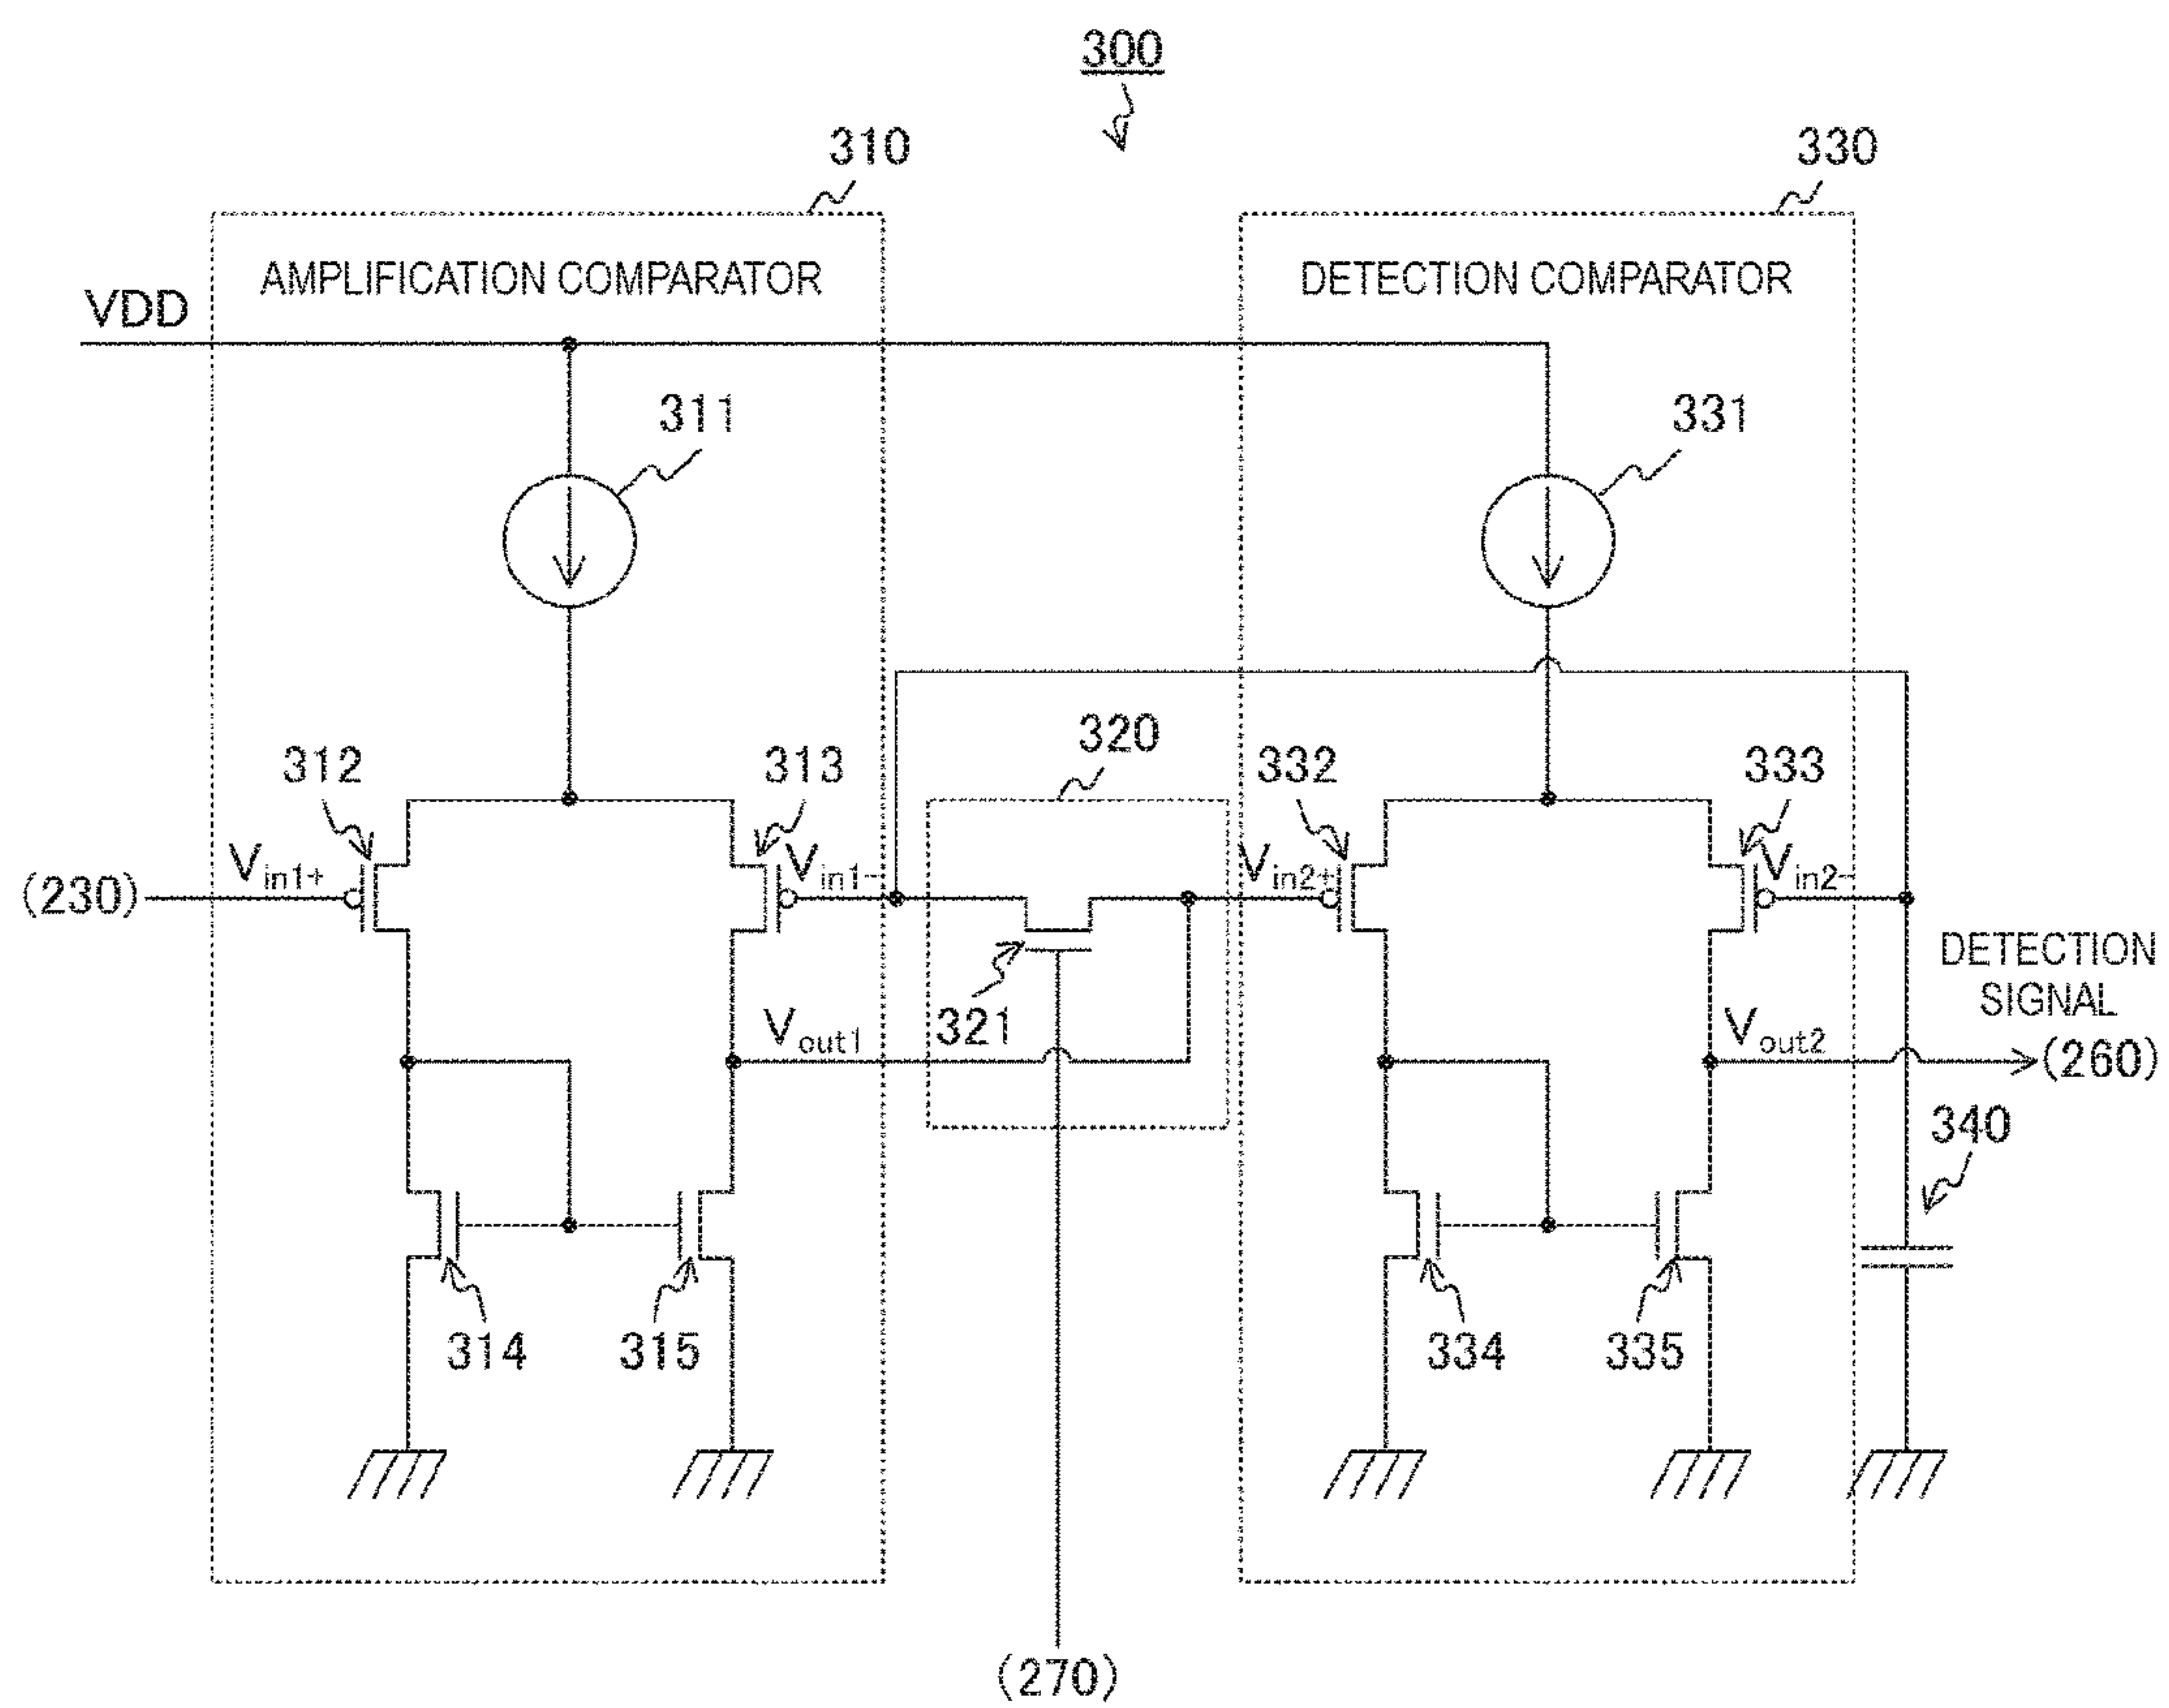 300
310
330
AMPLIFICATION COMPARATOR
DETECTION COMPARATOR
VDD
311
331
320
312
313
332
333
Vin1+
Vin1-
Vin2+
Vin2-
(230)
DETECTION
SIGNAL
321
Vout1
Vout2
(260)
340
314
315
334
335
(270)